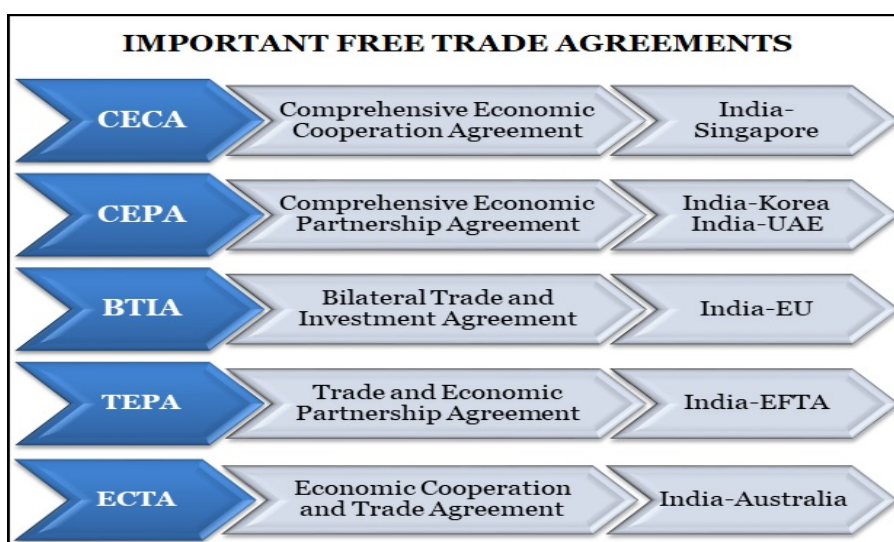 IMPORTANT FREE TRADE AGREEMENTS
CECA
Comprehensive Economic
Cooperation Agreement
India-
Singapore
CEPA
Comprehensive Economic
Partnership Agreement
India-Korea
India-UAE
BTIA
Bilateral Trade and
Investment Agreement
India-EU
TEPA
Trade and Economic
Partnership Agreement
India-EFTA
ECTA
Economic Cooperation
and Trade Agreement
India-Australia